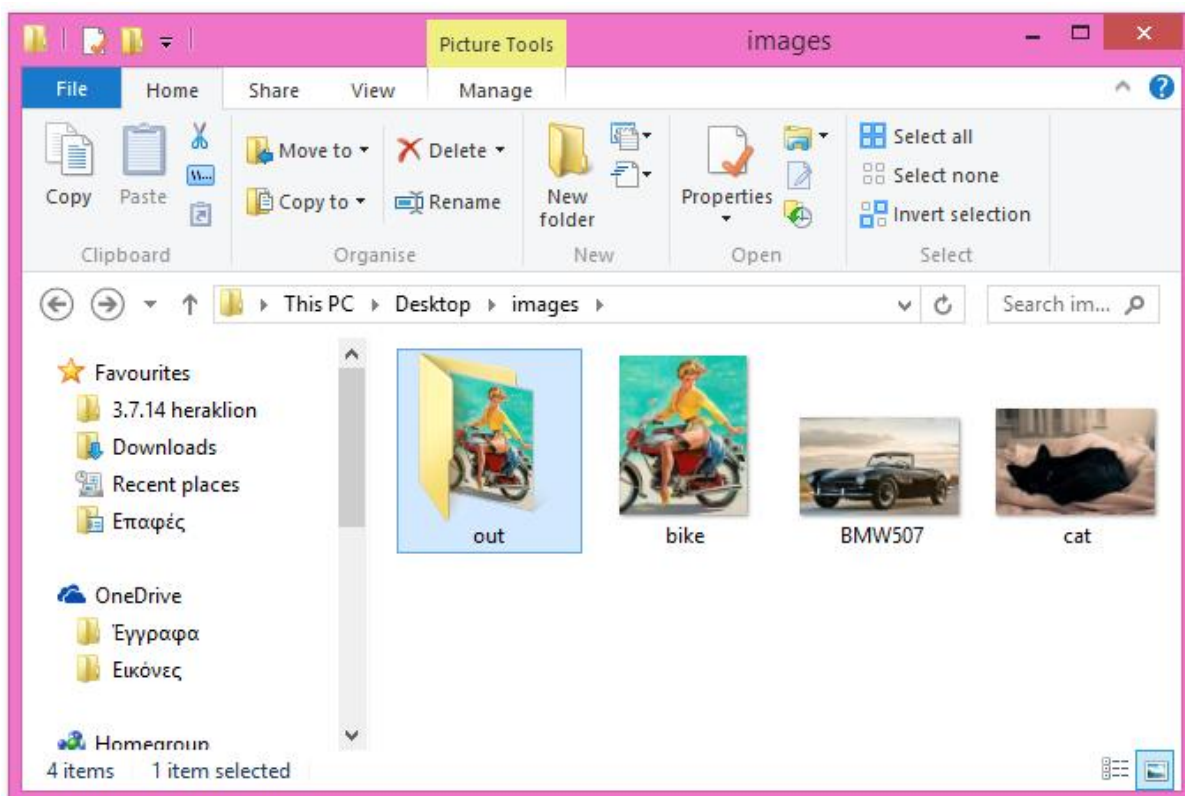 Picture Tools
images
File
Home
Share
View
Manage
Copy
Paste
Move to
Copy to
Delete
Rename
New
folder
Properties
Select all
Select none
Invert selection
Clipboard
Organise
New
Open
Select
This PC
Desktop
images
Search im...
Favourites
3.7.14 heraklion
Downloads
Recent places
Επαφές
OneDrive
Έγγραφα
Εικόνες
Homegroup
out
bike
BMW507
cat
4 items
1 item selected